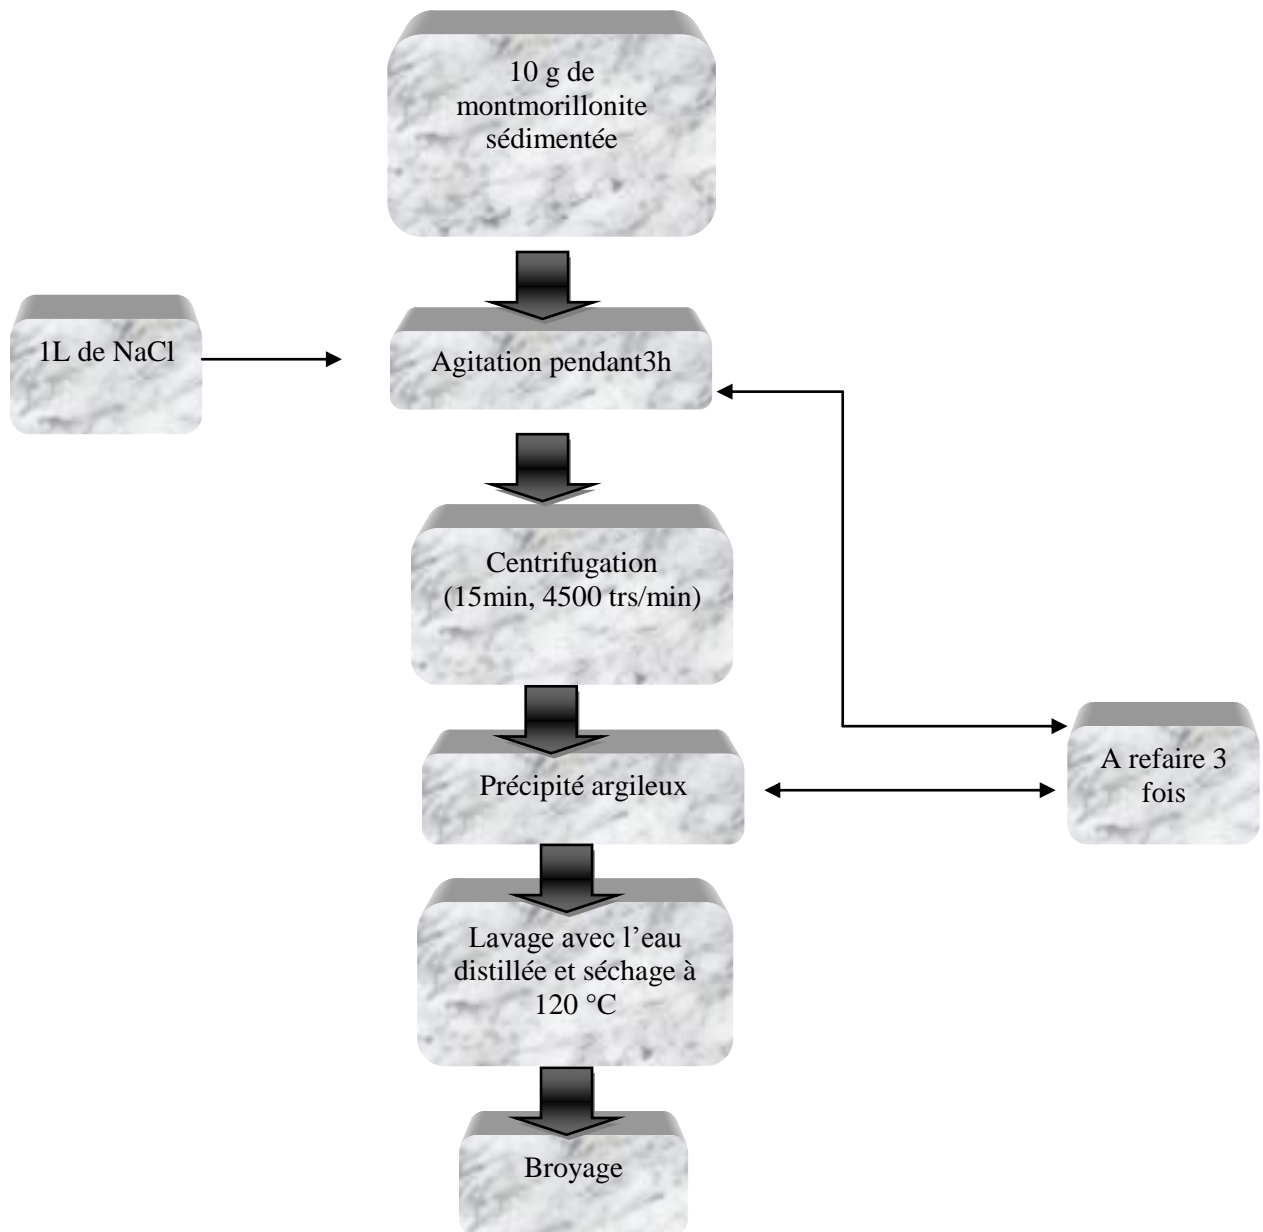 10 g de
montmorillonite
sédimentée
1L de NaCl
Agitation pendant3h
Centrifugation
(15min, 4500 trs/min)
Précipité argileux
A refaire 3
fois
Lavage avec l’eau
distillée et séchage à
120 °C
Broyage